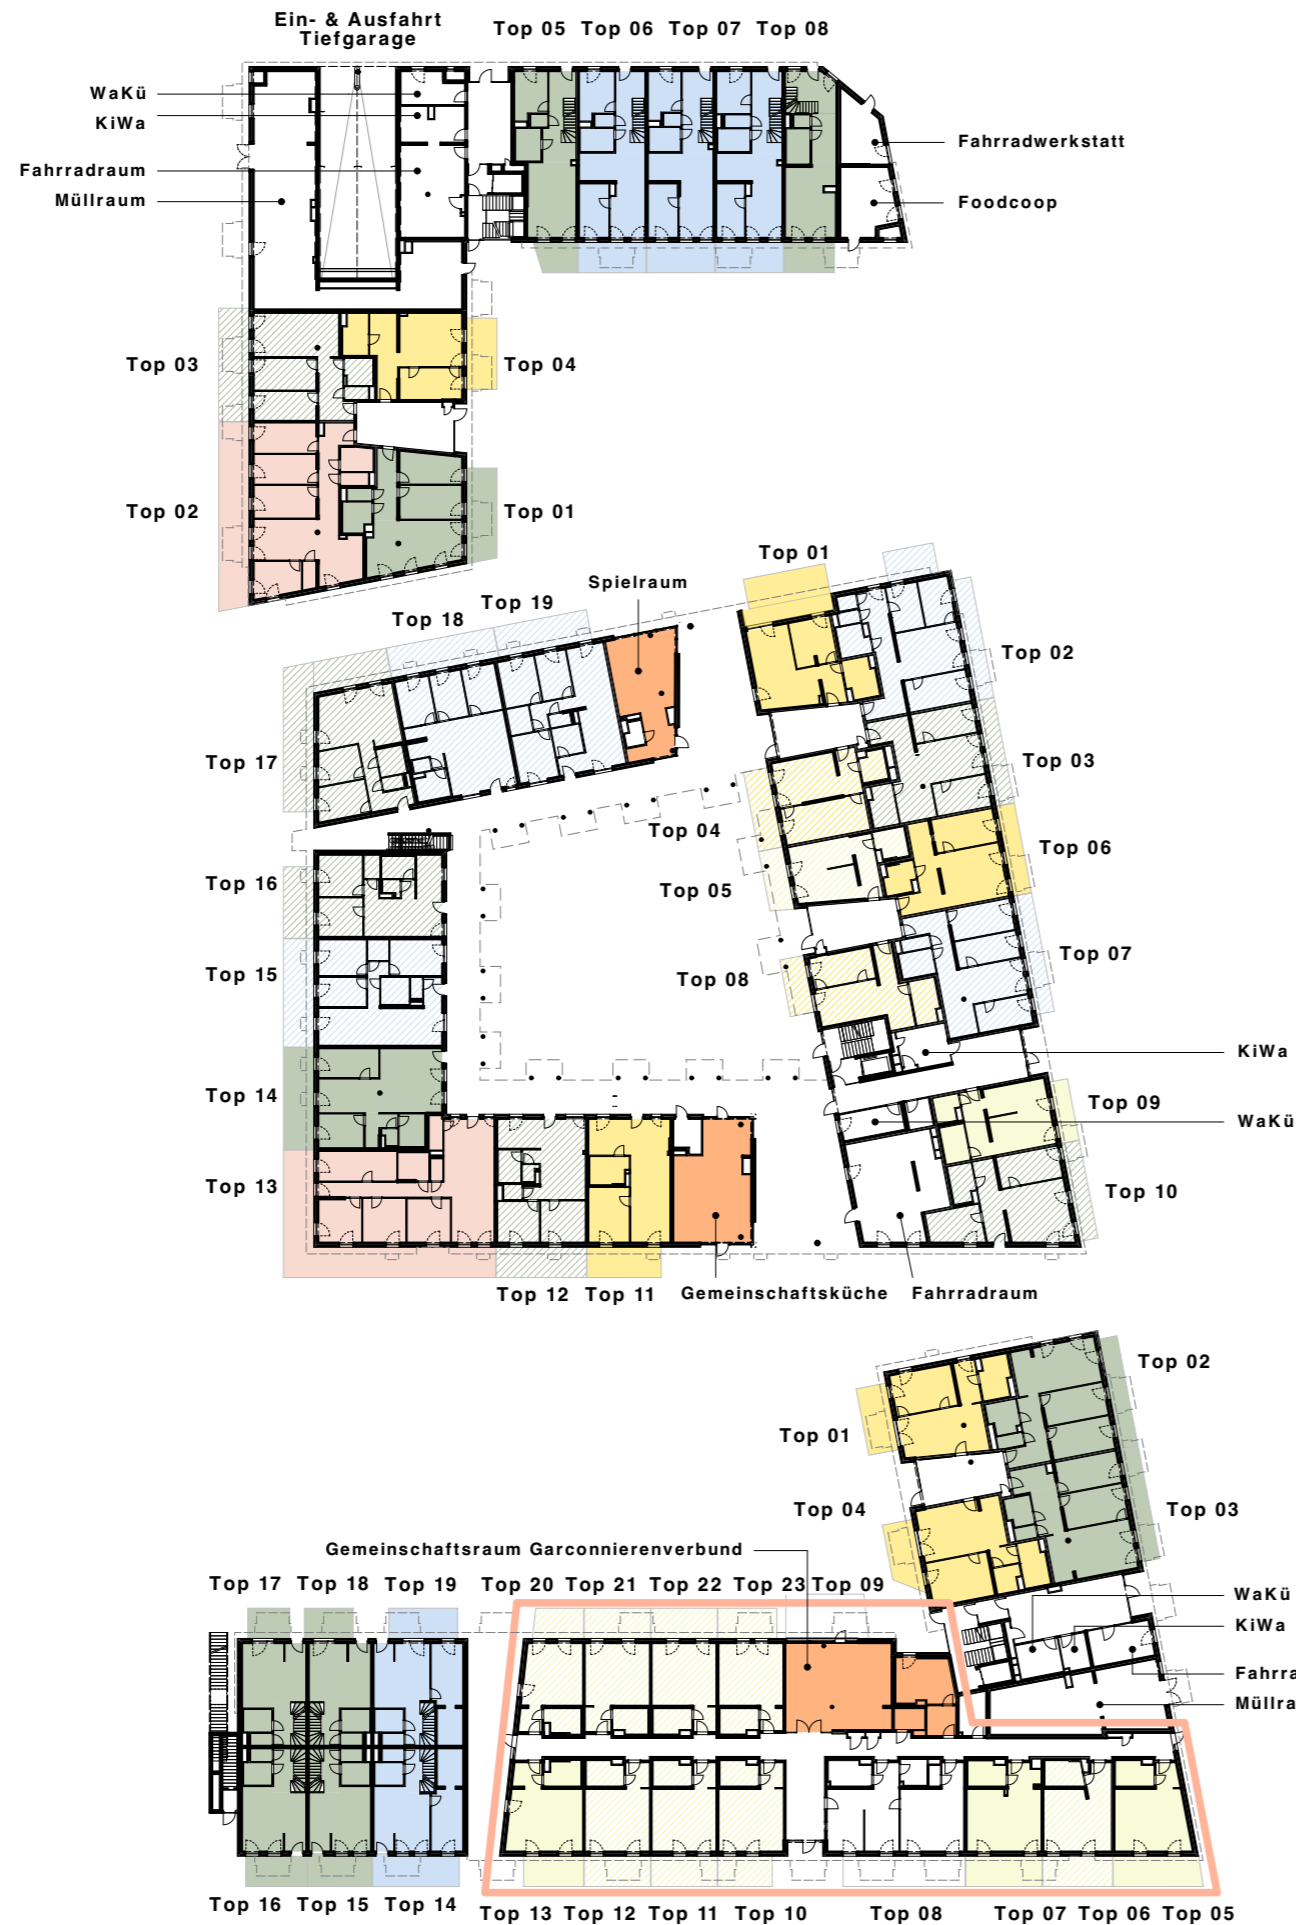 Ein- & Ausfahrt
Tiefgarage
Top 05
Top 06
Top 07
Top 08
WaKü
KiWa
Fahrradraum
Müllraum
Fahrradwerkstatt
Foodcoop
Top 03
Top 04
Top 02
Top 01
Top 01
Spielraum
Top 19
Top 18
Top 02
Top 17
Top 03
Top 04
Top 06
Top 16
Top 05
Top 15
Top 07
Top 08
KiWa
Top 14
Top 09
WaKü
Top 13
Top 10
Top 12
Top 11
Gemeinschaftsküche
Fahrradraum
Top 02
Top 01
Top 04
Top 03
Gemeinschaftsraum Garconnierenverbund
Top 17
Top 18
Top 19
Top 20
Top 21
Top 22
Top 23
Top 09
WaKü
KiWa
Fahrra
Müllra
Top 16
Top 15
Top 14
Top 13
Top 12
Top 11
Top 10
Top 08
Top 07
Top 06
Top 05